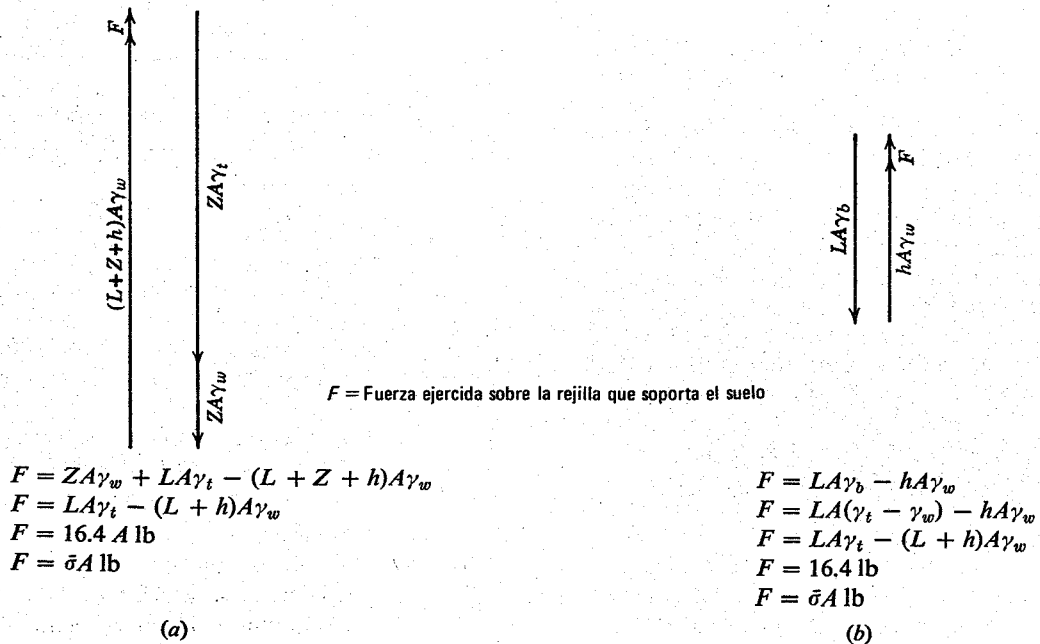 F
(L+Z+h)Aγw
ZAγt
ZAγw
F
LAγb
hAγw
F = Fuerza ejercida sobre la rejilla que soporta el suelo
F = ZAγw + LAγt − (L + Z + h)Aγw
F = LAγt − (L + h)Aγw
F = 16.4 A lb
F = σ̄A lb
(a)
F = LAγb − hAγw
F = LA(γt − γw) − hAγw
F = LAγt − (L + h)Aγw
F = 16.4 lb
F = σ̄A lb
(b)